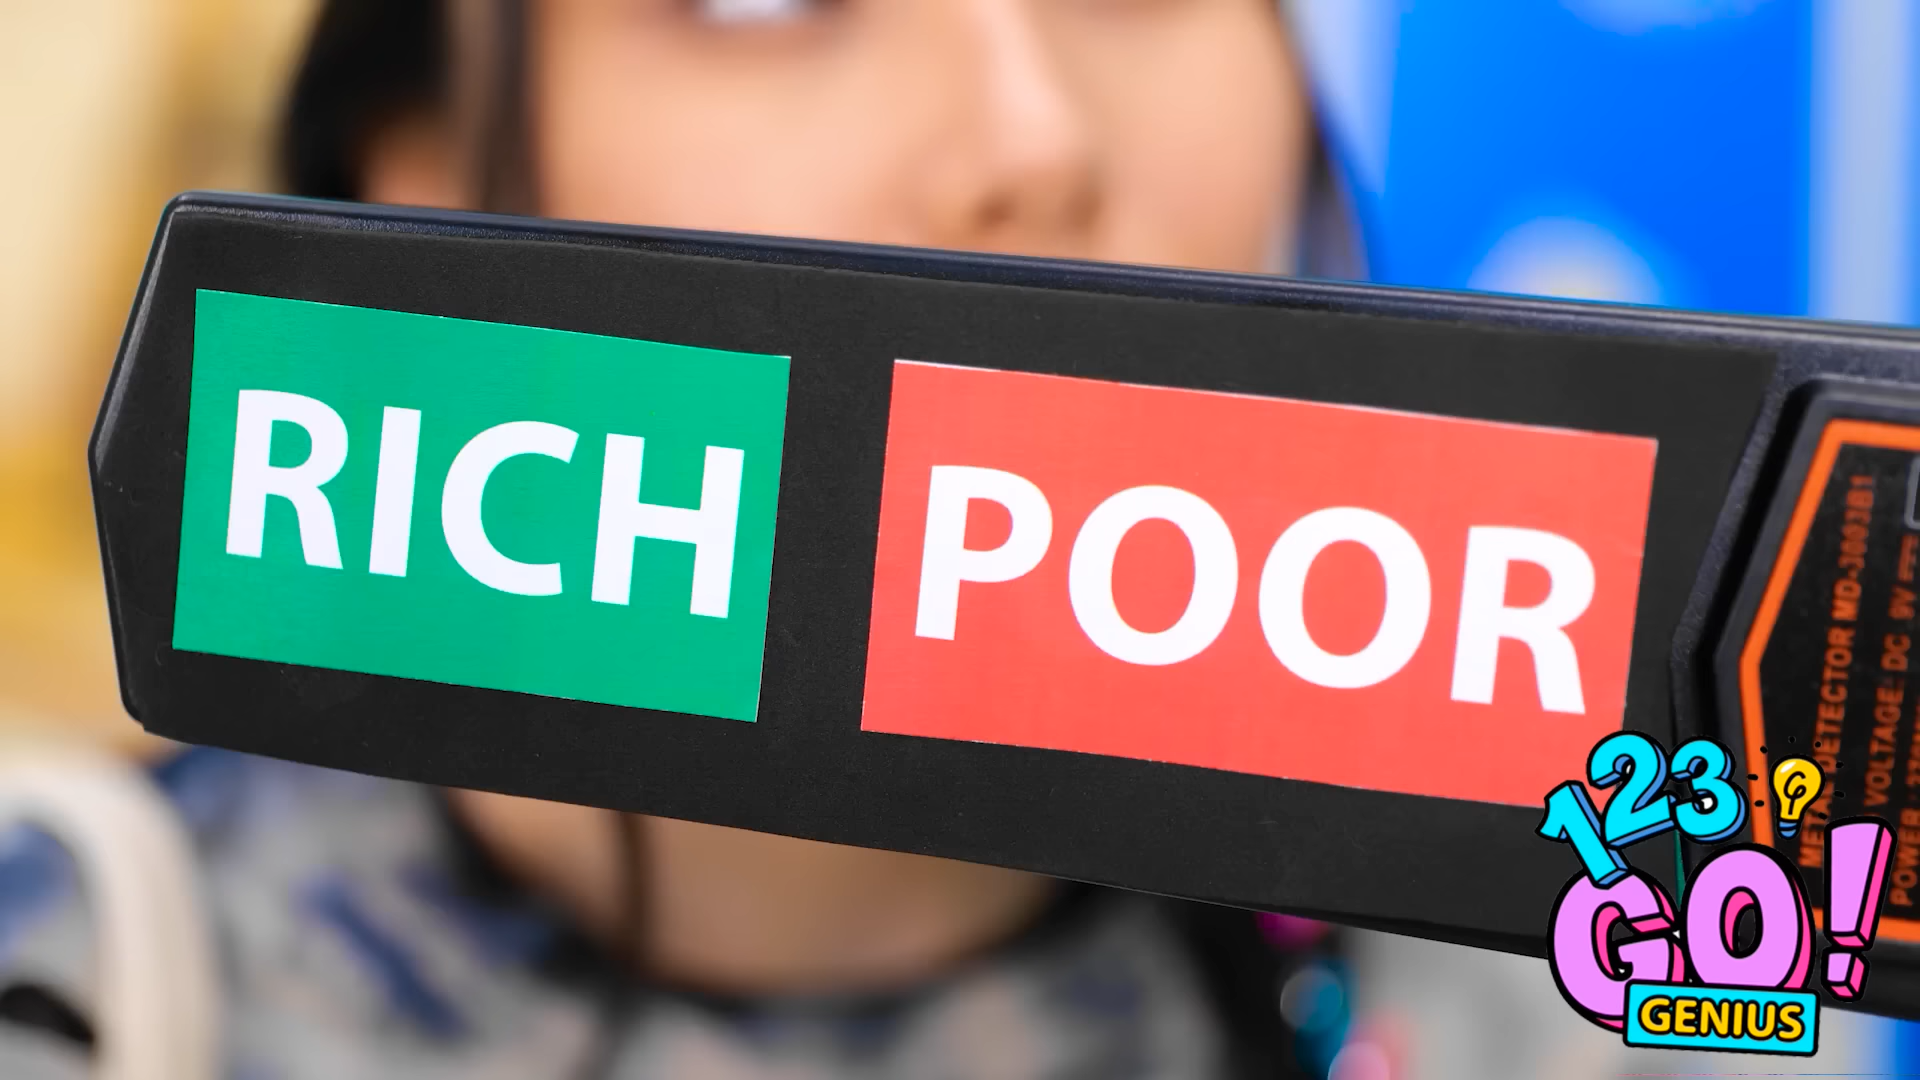 RICH
POOR
METAL DETECTOR MD-3003B1
VOLTAGE: DC 9V
POWER:
123
GO!
GENIUS